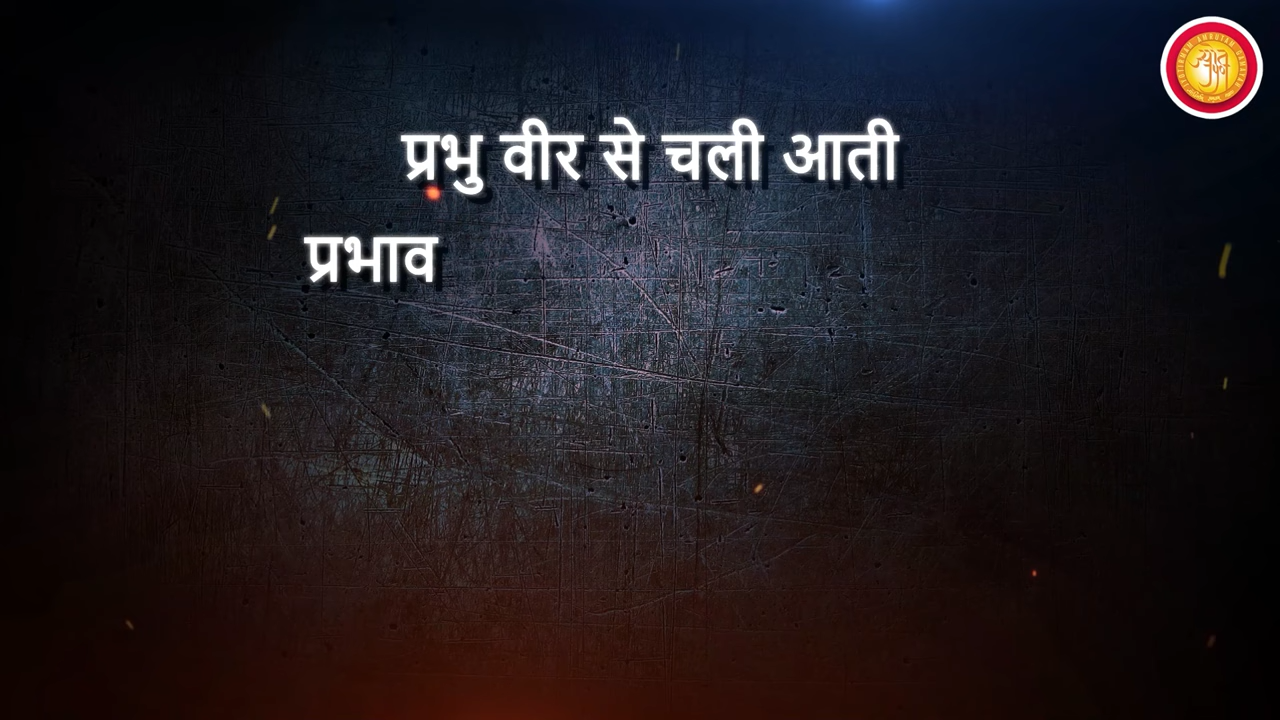 प्रभु वीर से चली आती
प्रभाव